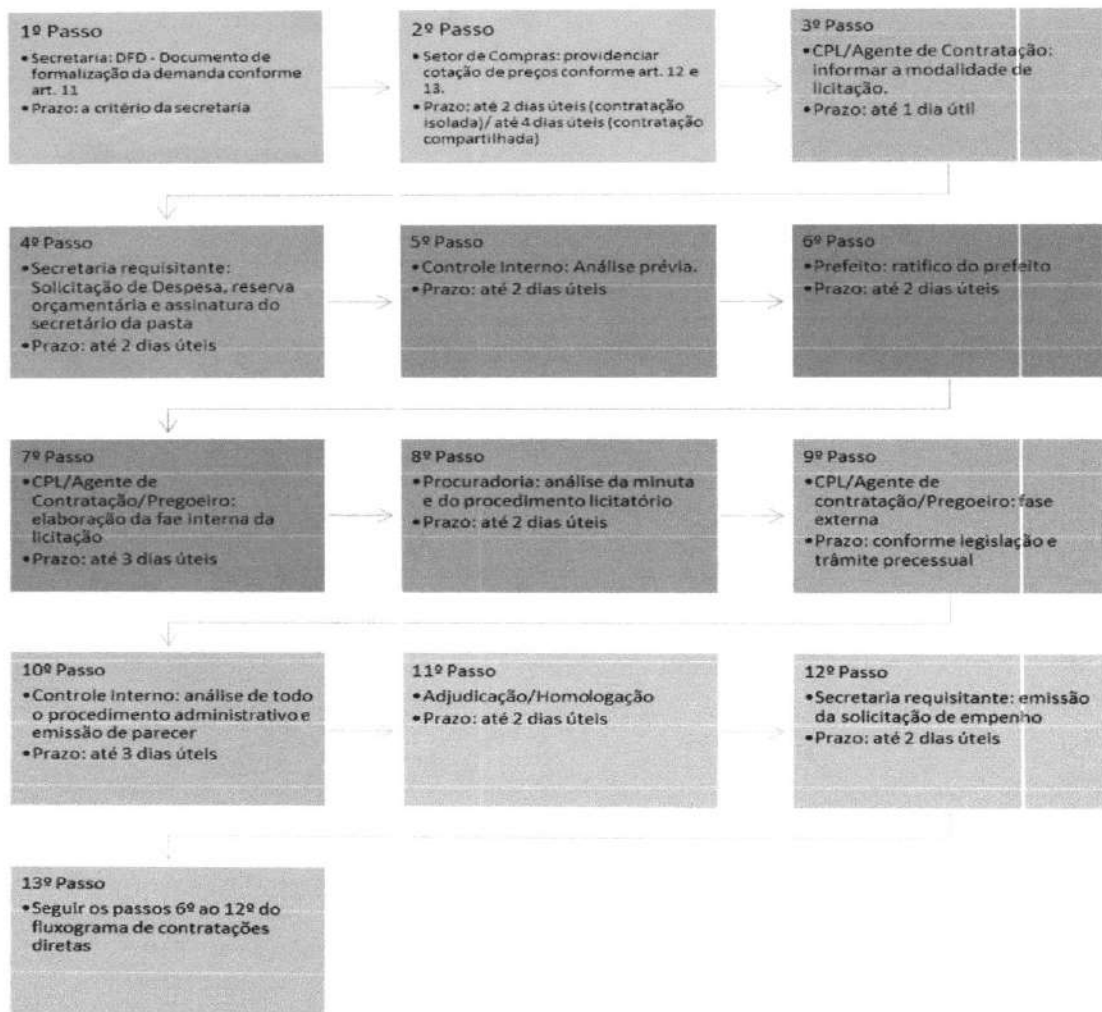 1º Passo
•Secretaria: DFD - Documento de
formalização da demanda conforme
art. 11
•Prazo: a critério da secretaria
2º Passo
•Setor de Compras: providenciar
cotação de preços conforme art. 12 e
13.
•Prazo: até 2 dias úteis (contratação
isolada)/ até 4 dias úteis (contratação
compartilhada)
3º Passo
•CPL/Agente de Contratação:
informar a modalidade de
licitação.
•Prazo: até 1 dia útil
4º Passo
•Secretaria requisitante:
Solicitação de Despesa, reserva
orçamentária e assinatura do
secretário da pasta
•Prazo: até 2 dias úteis
5º Passo
•Controle Interno: Análise prévia.
•Prazo: até 2 dias úteis
6º Passo
•Prefeito: ratifico do prefeito
•Prazo: até 2 dias úteis
7º Passo
•CPL/Agente de
Contratação/Pregoeiro:
elaboração da fae interna da
licitação
•Prazo: até 3 dias úteis
8º Passo
•Procuradoria: análise da minuta
e do procedimento licitatório
•Prazo: até 2 dias úteis
9º Passo
•CPL/Agente de
contratação/Pregoeiro: fase
externa
•Prazo: conforme legislação e
trâmite precessual
10º Passo
•Controle Interno: análise de todo
o procedimento administrativo e
emissão de parecer
•Prazo: até 3 dias úteis
11º Passo
•Adjudicação/Homologação
•Prazo: até 2 dias úteis
12º Passo
•Secretaria requisitante: emissão
da solicitação de empenho
•Prazo: até 2 dias úteis
13º Passo
•Seguir os passos 6º ao 12º do
fluxograma de contratações
diretas